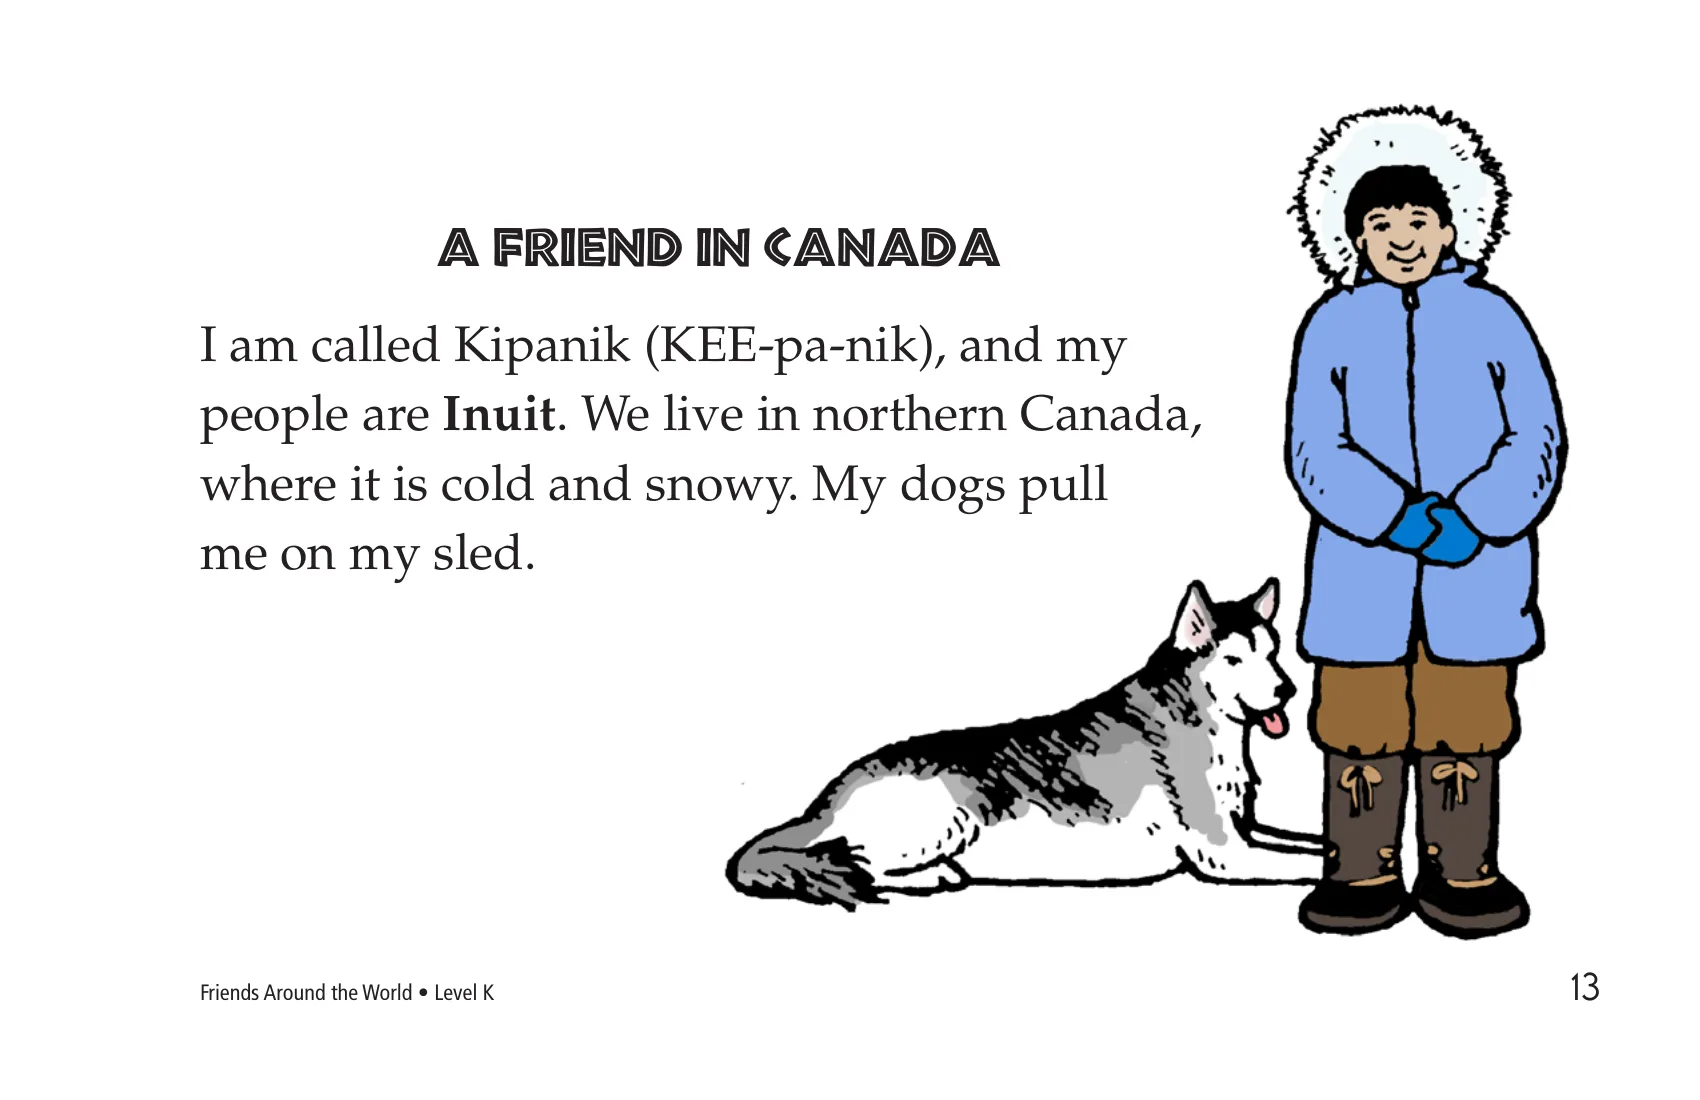 A FRIEND IN CANADA
I am called Kipanik (KEE-pa-nik), and my
people are Inuit. We live in northern Canada,
where it is cold and snowy. My dogs pull
me on my sled.
Friends Around the World • Level K
13